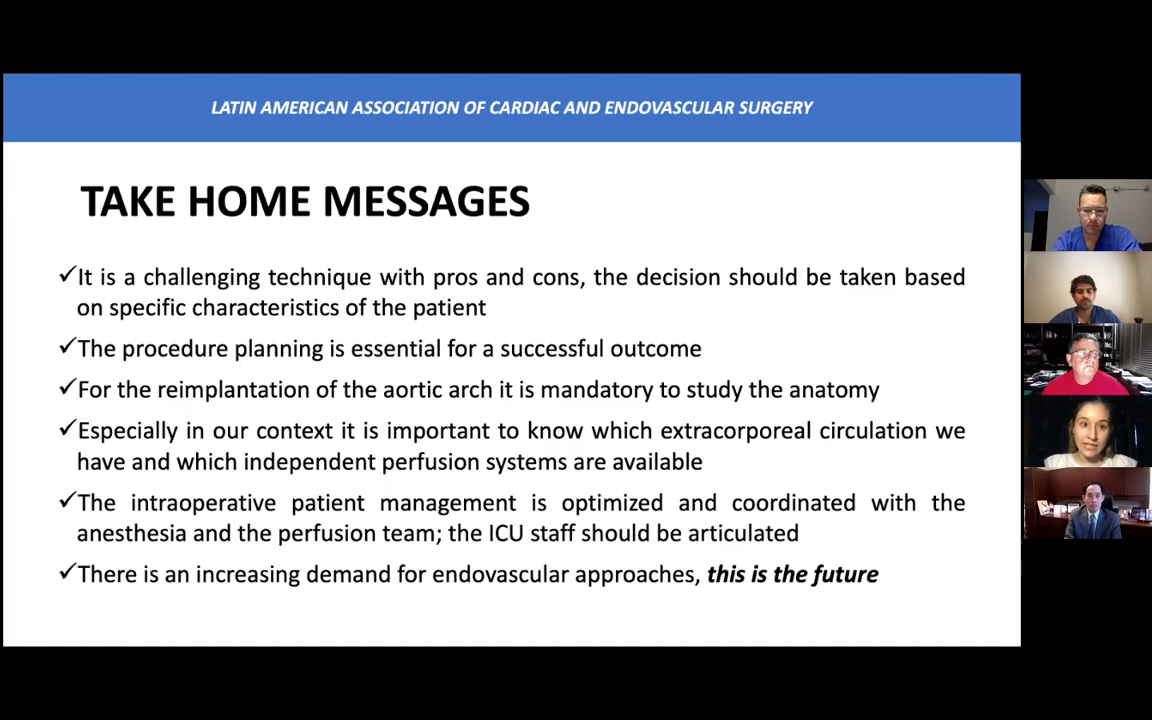 LATIN AMERICAN ASSOCIATION OF CARDIAC AND ENDOVASCULAR SURGERY
TAKE HOME MESSAGES
✓It is a challenging technique with pros and cons, the decision should be taken based
on specific characteristics of the patient
✓The procedure planning is essential for a successful outcome
✓For the reimplantation of the aortic arch it is mandatory to study the anatomy
✓Especially in our context it is important to know which extracorporeal circulation we
have and which independent perfusion systems are available
✓The intraoperative patient management is optimized and coordinated with the
anesthesia and the perfusion team; the ICU staff should be articulated
✓There is an increasing demand for endovascular approaches, this is the future